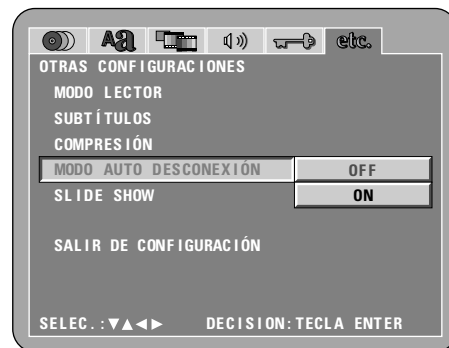 Aa etc.
OTRAS CONFIGURACIONES
MODO LECTOR
SUBTÍTULOS
COMPRESIÓN
MODO AUTO DESCONEXIÓN OFF
SLIDE SHOW ON
SALIR DE CONFIGURACIÓN
SELEC.:▼▲◄► DECISION:TECLA ENTER